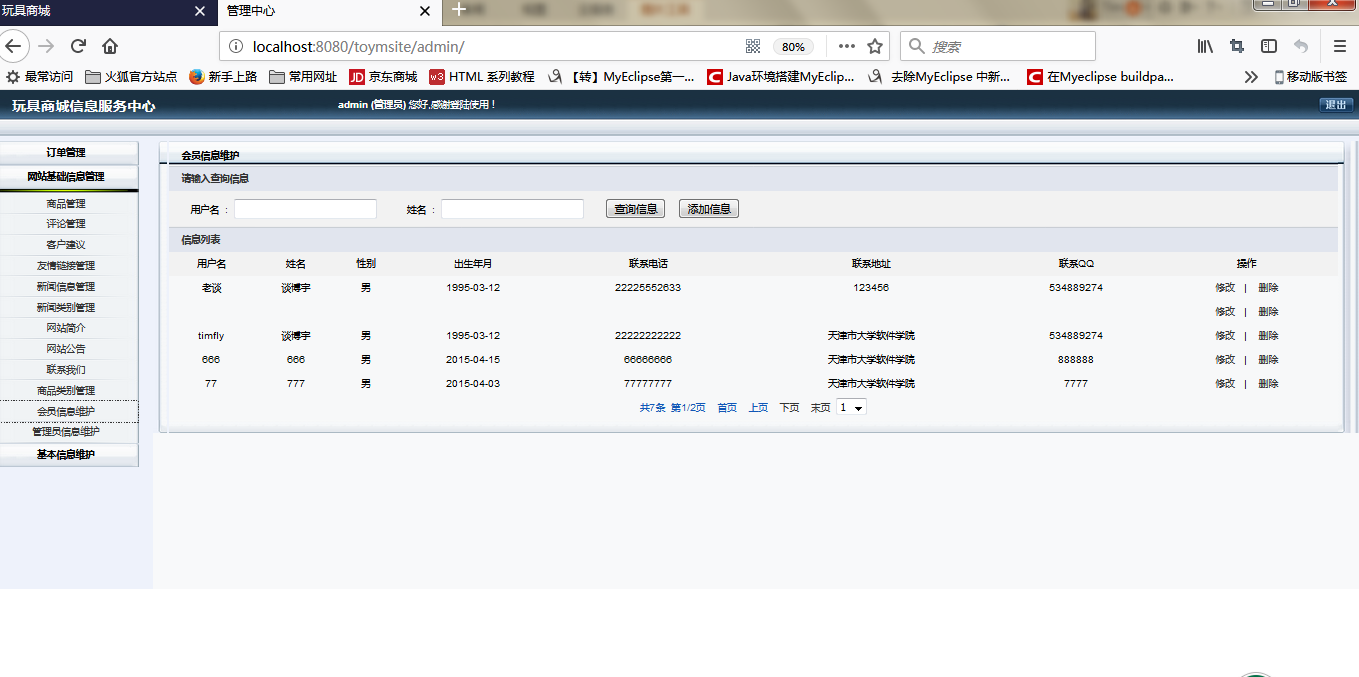 玩具商城 管理中心
localhost:8080/toymsite/admin/ 80% 搜索
最常访问 火狐官方站点 新手上路 常用网址 JD 京东商城 w3 HTML 系列教程 【转】MyEclipse第一... C Java环境搭建MyEclip... 去除MyEclipse 中新... C 在Myeclipse buildpa... 移动版书签
玩具商城信息服务中心 admin (管理员) 您好,感谢登陆使用！ 退出
订单管理
网站基础信息管理
商品管理
评论管理
客户建议
友情链接管理
新闻信息管理
新闻类别管理
网站简介
网站公告
联系我们
商品类别管理
会员信息维护
管理员信息维护
基本信息维护
会员信息维护
请输入查询信息
用户名 : 姓名 : 查询信息 添加信息
信息列表
用户名 姓名 性别 出生年月 联系电话 联系地址 联系QQ 操作
老谈 谈博宇 男 1995-03-12 22225552633 123456 534889274 修改 | 删除
修改 | 删除
timfly 谈博宇 男 1995-03-12 22222222222 天津市大学软件学院 534889274 修改 | 删除
666 666 男 2015-04-15 66666666 天津市大学软件学院 888888 修改 | 删除
77 777 男 2015-04-03 77777777 天津市大学软件学院 7777 修改 | 删除
共7条 第1/2页 首页 上页 下页 末页 1